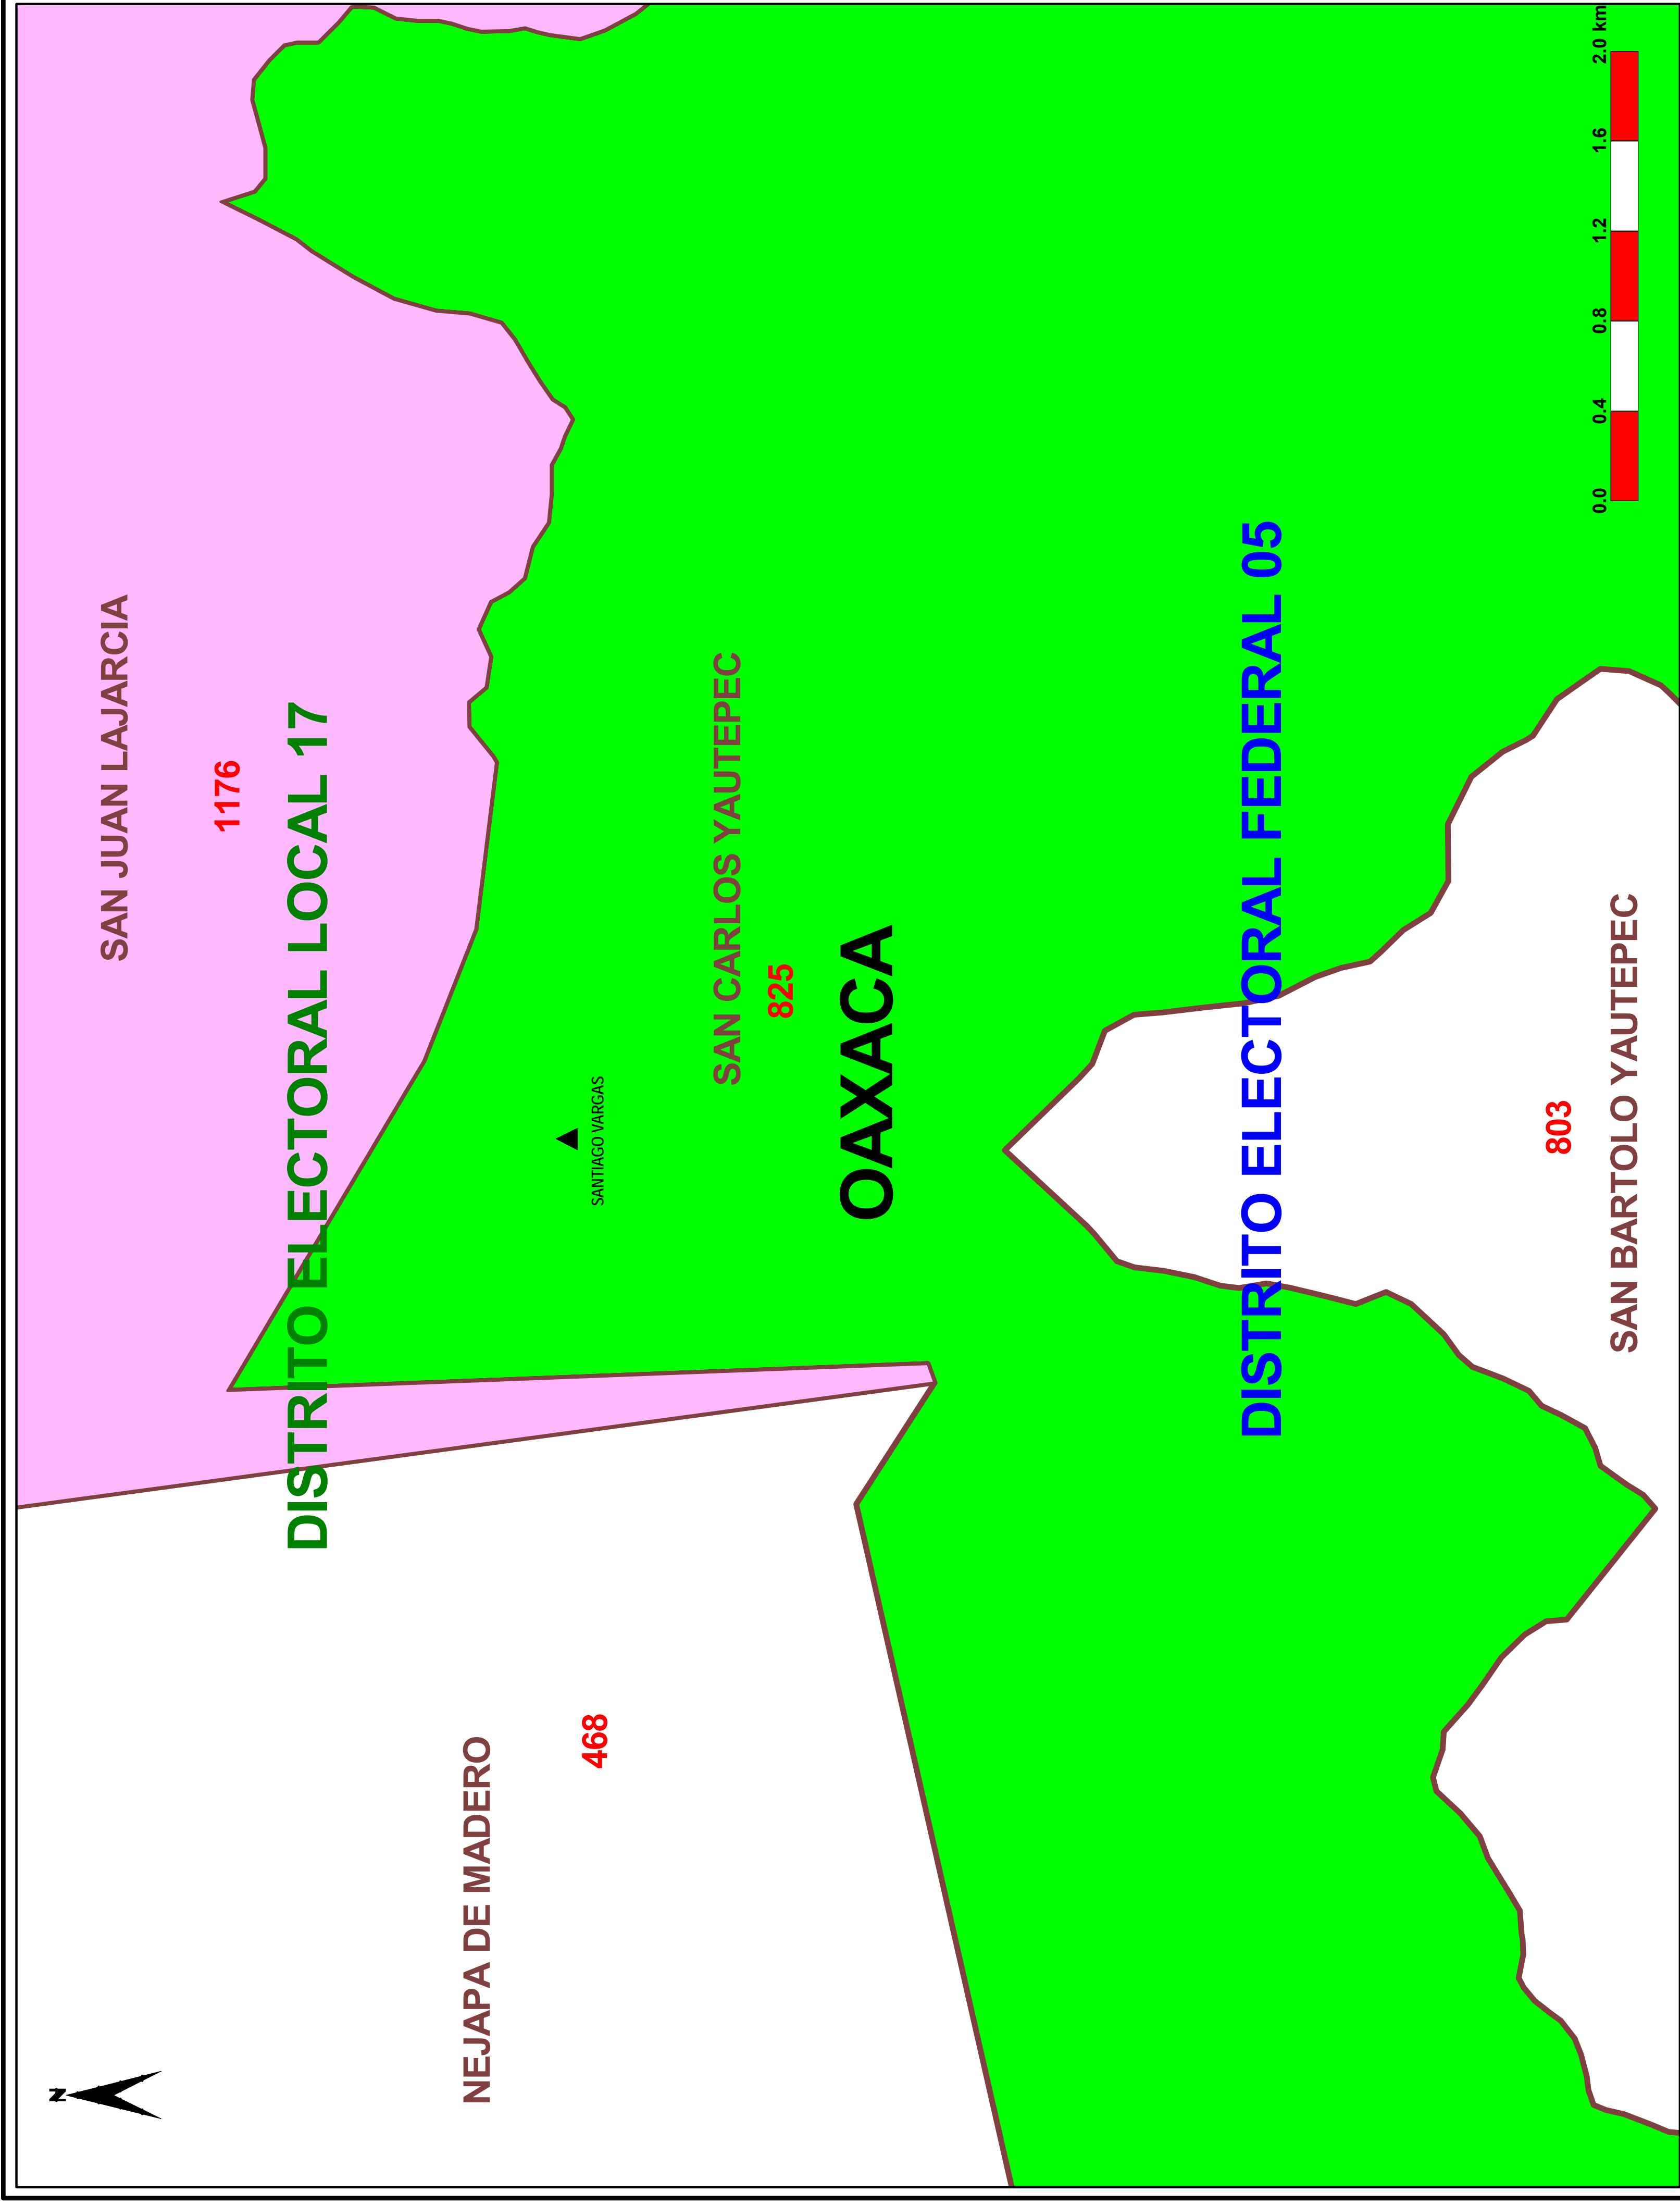 N
SAN JUAN LAJARCIA
1176
DISTRITO ELECTORAL LOCAL 17
NEJAPA DE MADERO
468
SANTIAGO VARGAS
SAN CARLOS YAUTEPEC
825
OAXACA
DISTRITO ELECTORAL FEDERAL 05
803
SAN BARTOLO YAUTEPEC
0.0 0.4 0.8 1.2 1.6 2.0 km